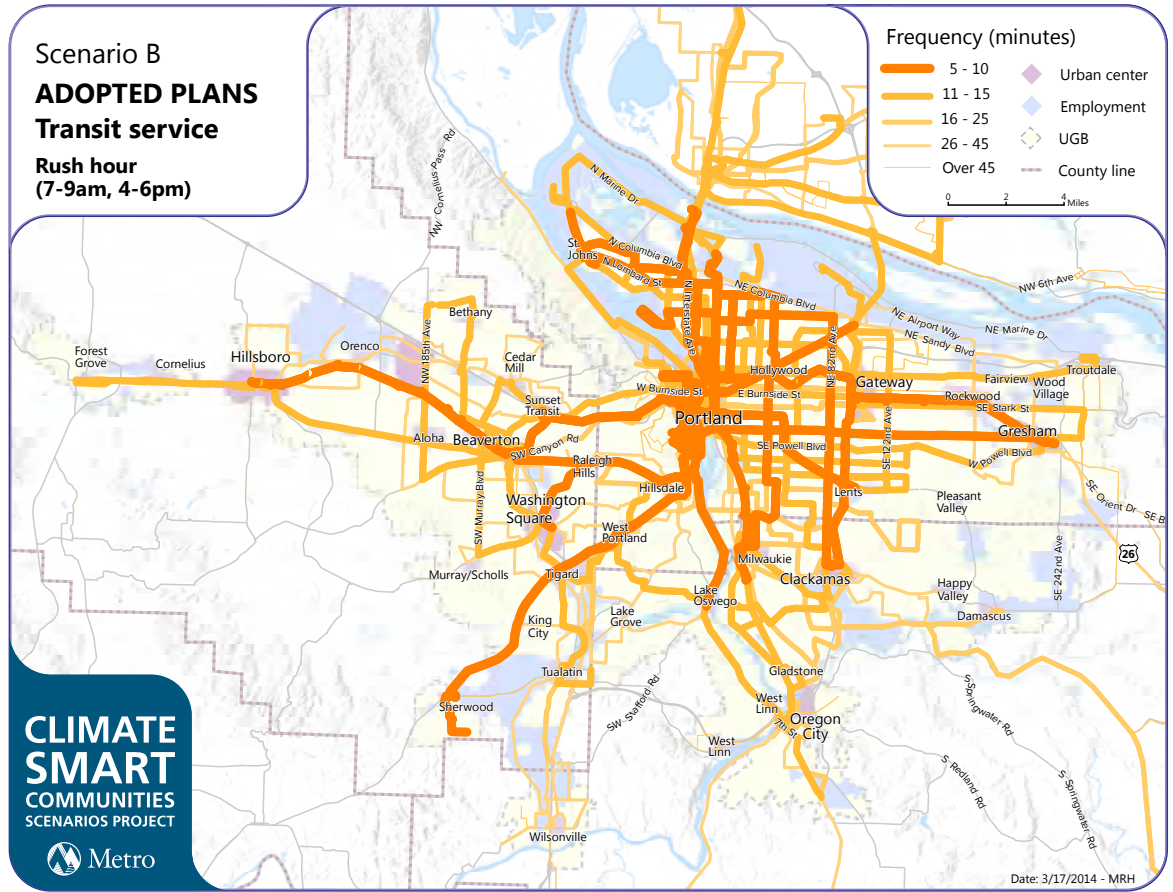 Scenario B
ADOPTED PLANS
Transit service
Rush hour
(7-9am, 4-6pm)
Frequency (minutes)
5 - 10
11 - 15
16 - 25
26 - 45
Over 45
Urban center
Employment
UGB
County line
0 2 4
Miles
NW Cornelius Pass Rd
N Marine Dr
St.
Johns
N Columbia Blvd
N Lombard St
N Interstate Ave
NE Columbia Blvd
NW 6th Ave
NE Airport Way
NE Marine Dr
NE Sandy Blvd
NE 82nd Ave
Bethany
NW 185th Ave
Forest
Grove
Cornelius
Hillsboro
Orenco
Cedar
Mill
Hollywood
Gateway
Fairview
Wood
Village
Troutdale
Rockwood
W Burnside St
E Burnside St
SE Stark St
Sunset
Transit
Portland
Gresham
Aloha
Beaverton
SW Canyon Rd
SE Powell Blvd
SE 122nd Ave
W Powell Blvd
Raleigh
Hills
Hillsdale
Lents
SW Murray Blvd
Washington
Square
Pleasant
Valley
SE Orient Dr
SE B
West
Portland
26
SE 242nd Ave
Murray/Scholls
Tigard
Milwaukie
Clackamas
Happy
Valley
Lake
Oswego
Damascus
King
City
Lake
Grove
Tualatin
Gladstone
Sherwood
SW Stafford Rd
West
Linn
Oregon
City
7th St
West
Linn
S Springwater Rd
S Redland Rd
S Springwater Rd
Wilsonville
CLIMATE
SMART
COMMUNITIES
SCENARIOS PROJECT
Metro
Date: 3/17/2014 - MRH